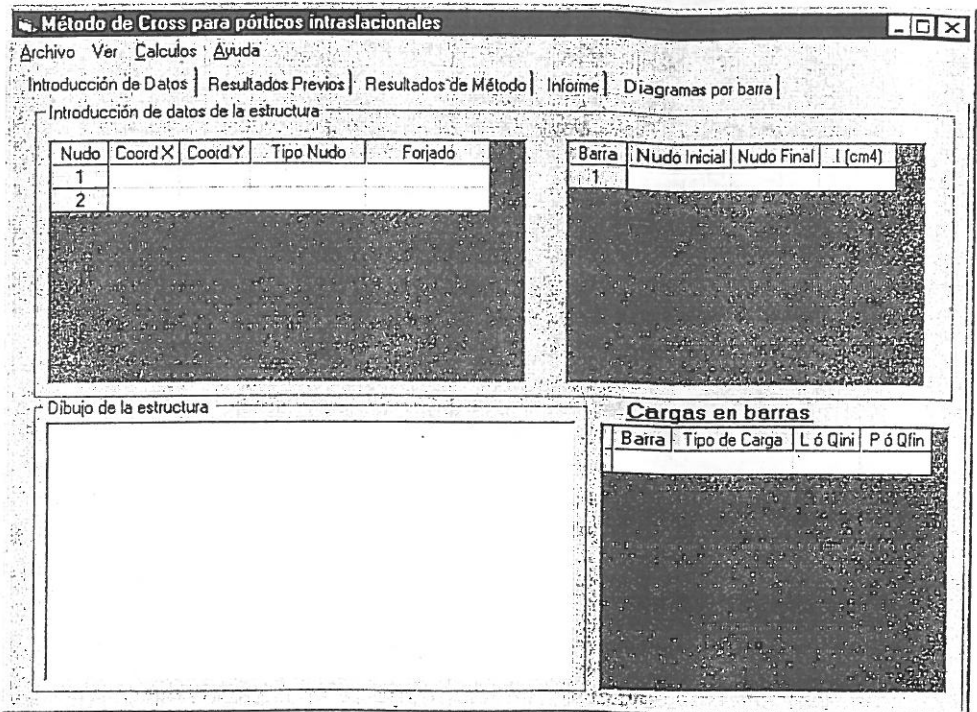 Método de Cross para pórticos intraslacionales
Archivo Ver Calculos Ayuda
Introducción de Datos Resultados Previos Resultados de Método Informe Diagramas por barra
Introducción de datos de la estructura
Nudo Coord X Coord Y Tipo Nudo Forjado
1
2
Barra Nudo Inicial Nudo Final I (cm4)
1
Dibujo de la estructura
Cargas en barras
Barra Tipo de Carga L ó Qini P ó Qfin